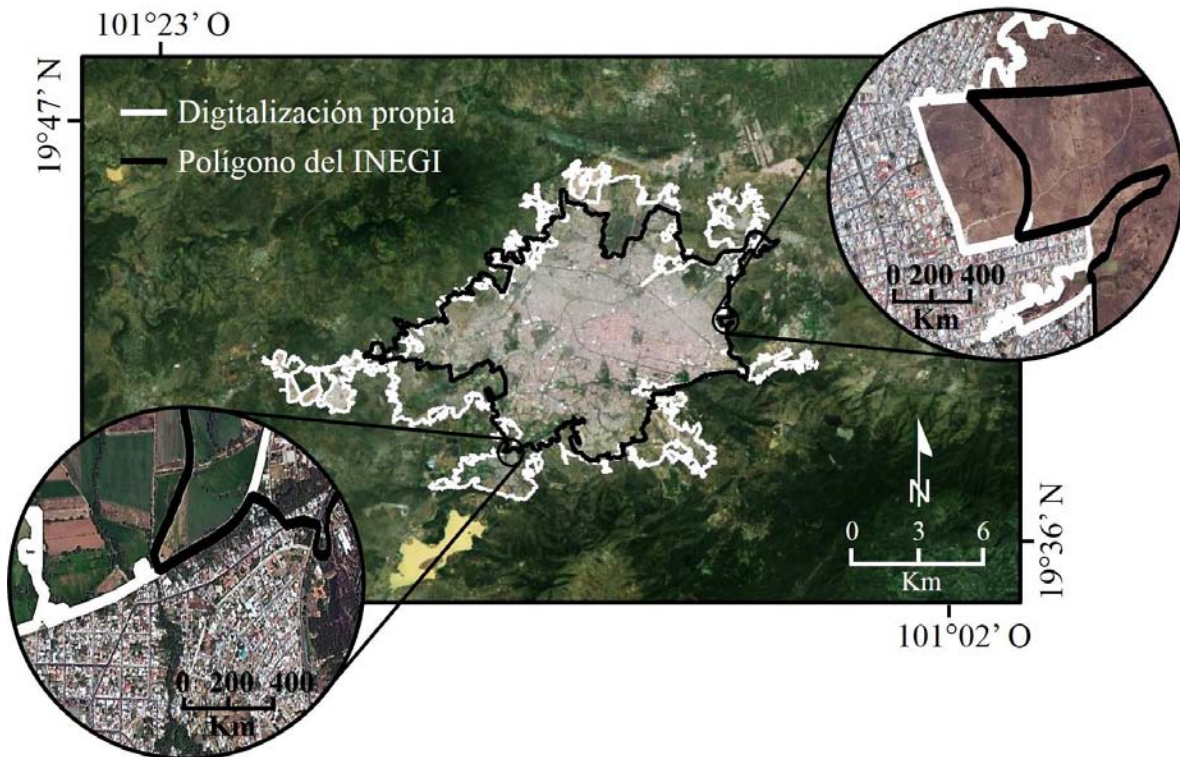 101°23’ O
19°47’ N
Digitalización propia
Polígono del INEGI
0 200 400
Km
N
0 3 6
Km
19°36’ N
101°02’ O
0 200 400
Km